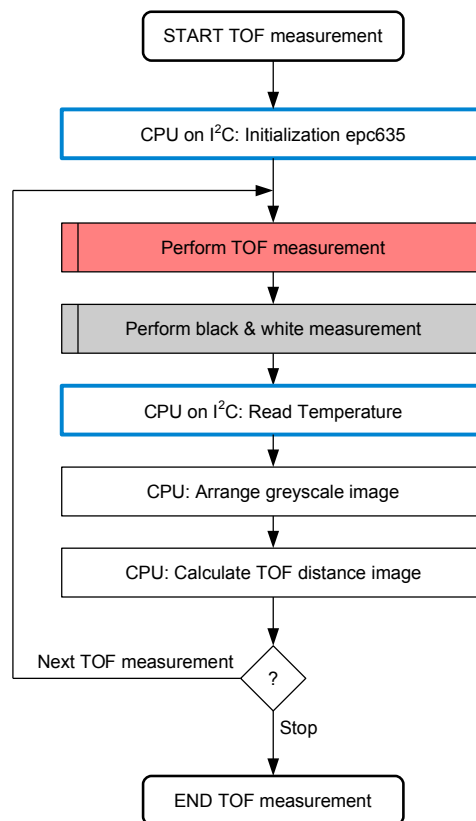 START TOF measurement
CPU on I²C: Initialization epc635
Perform TOF measurement
Perform black & white measurement
CPU on I²C: Read Temperature
CPU: Arrange greyscale image
CPU: Calculate TOF distance image
Next TOF measurement
?
Stop
END TOF measurement